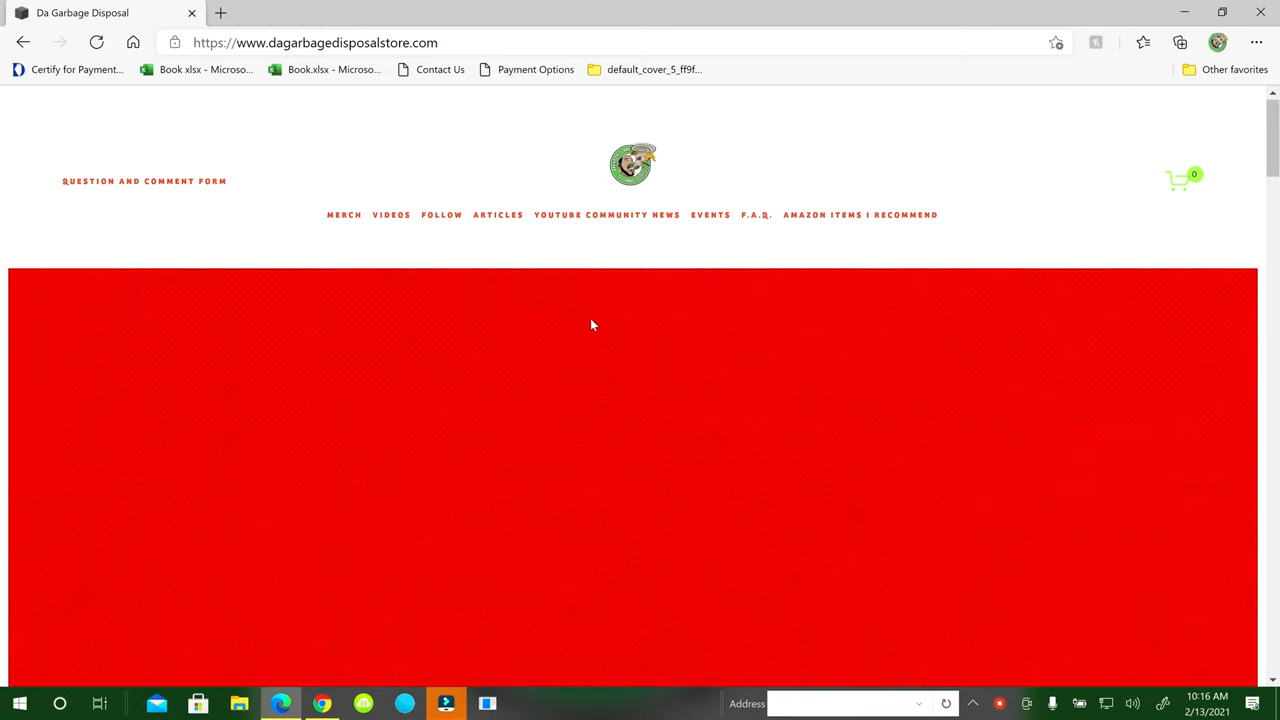 Da Garbage Disposal
https://www.dagarbagedisposalstore.com
Certify for Payment...
Book xlsx - Microso...
Book.xlsx - Microso...
Contact Us
Payment Options
default_cover_5_ff9f...
Other favorites
QUESTION AND COMMENT FORM
0
MERCH VIDEOS FOLLOW ARTICLES YOUTUBE COMMUNITY NEWS EVENTS F.A.Q. AMAZON ITEMS I RECOMMEND
Address
10:16 AM
2/13/2021